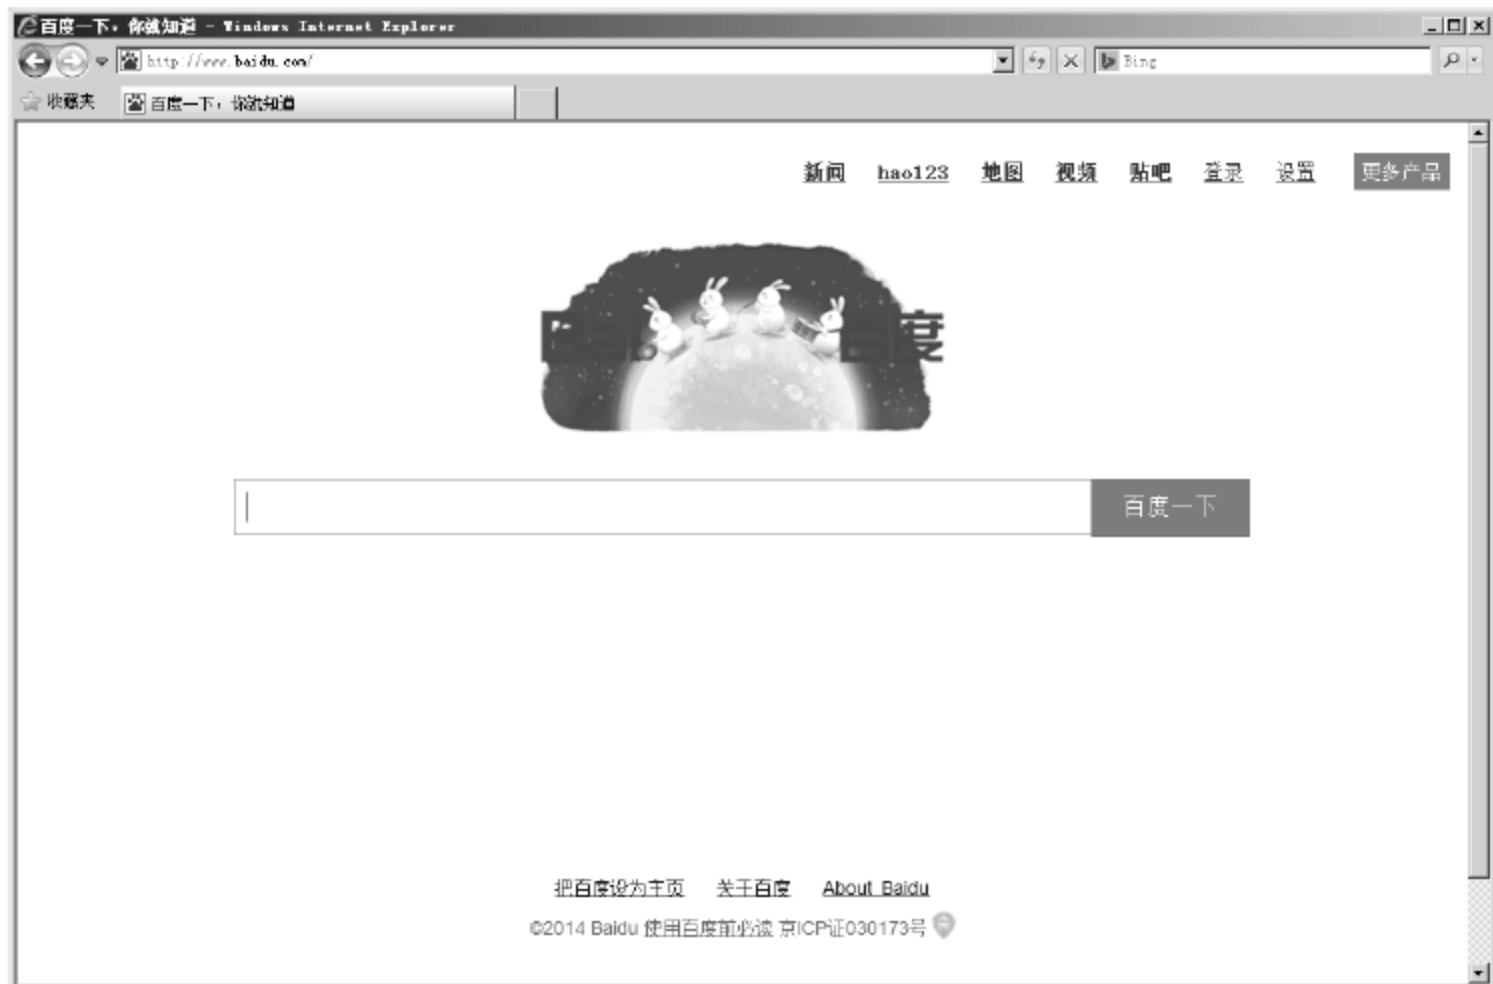 百度一下,你就知道 - Windows Internet Explorer
http://www.baidu.com/
Bing
收藏夹
百度一下,你就知道
新闻 hao123 地图 视频 贴吧 登录 设置 更多产品
百度
百度一下
把百度设为主页 关于百度 About Baidu
©2014 Baidu 使用百度前必读 京ICP证030173号